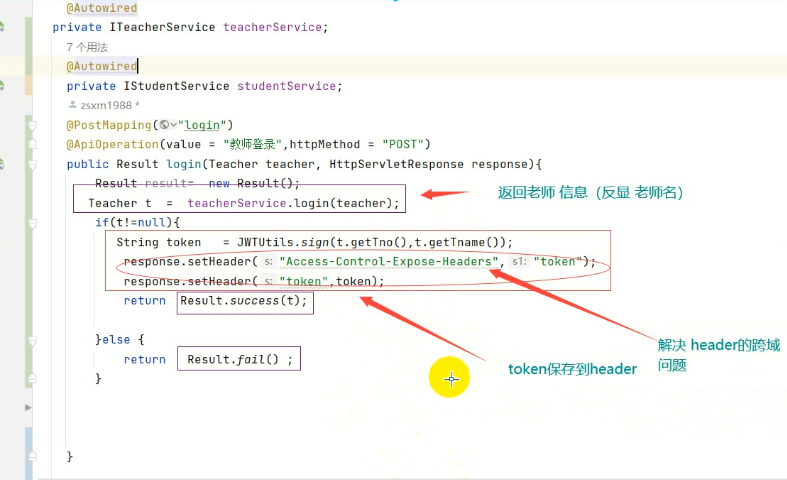 @Autowired
private ITeacherService teacherService;
7 个用法
@Autowired
private IStudentService studentService;
zsxm1988 *
@PostMapping("login")
@ApiOperation(value = "教师登录",httpMethod = "POST")
public Result login(Teacher teacher, HttpServletResponse response){
Result result= new Result();
Teacher t = teacherService.login(teacher);
返回老师 信息（反显 老师名）
if(t!=null){
String token = JWTUtils.sign(t.getTno(),t.getTname());
response.setHeader( s: "Access-Control-Expose-Headers", s1: "token");
response.setHeader( s: "token",token);
return Result.success(t);
}else {
解决 header的跨域
问题
return Result.fail() ;
token保存到header
}
}